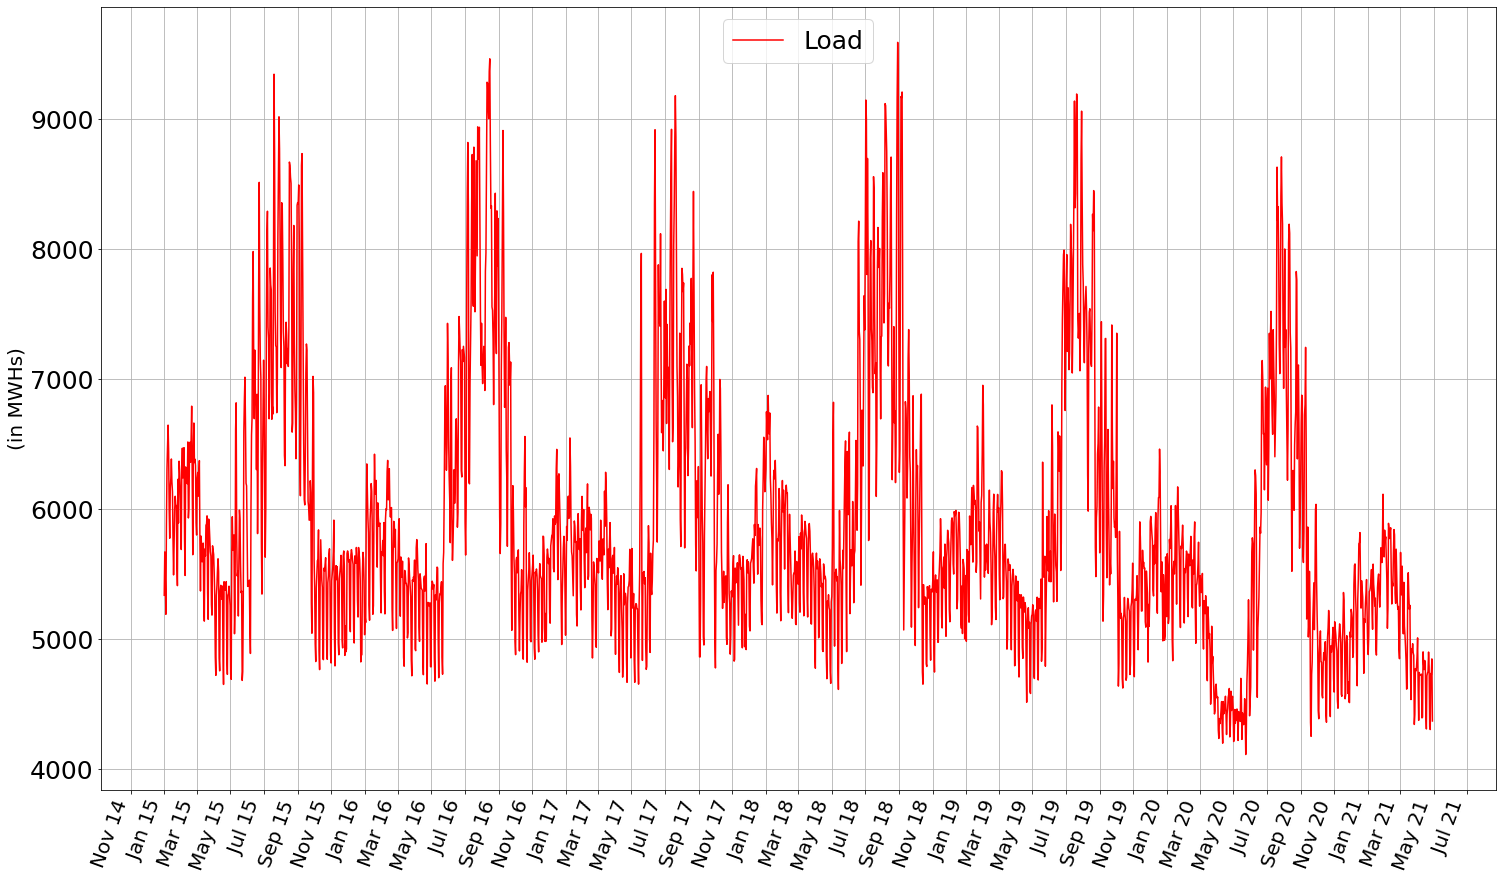 Load
9000
8000
7000
6000
5000
4000
(in MWHs)
Nov 14
Jan 15
Mar 15
May 15
Jul 15
Sep 15
Nov 15
Jan 16
Mar 16
May 16
Jul 16
Sep 16
Nov 16
Jan 17
Mar 17
May 17
Jul 17
Sep 17
Nov 17
Jan 18
Mar 18
May 18
Jul 18
Sep 18
Nov 18
Jan 19
Mar 19
May 19
Jul 19
Sep 19
Nov 19
Jan 20
Mar 20
May 20
Jul 20
Sep 20
Nov 20
Jan 21
Mar 21
May 21
Jul 21